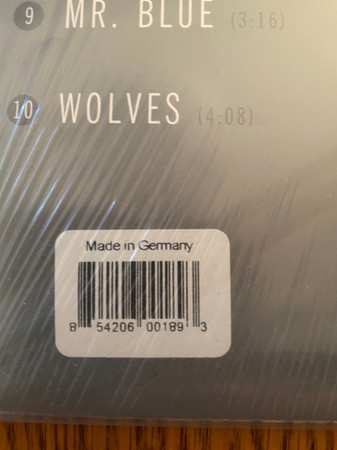 9 MR. BLUE (3:16)
10 WOLVES (4:08)
Made in Germany
8 54206 00189 3